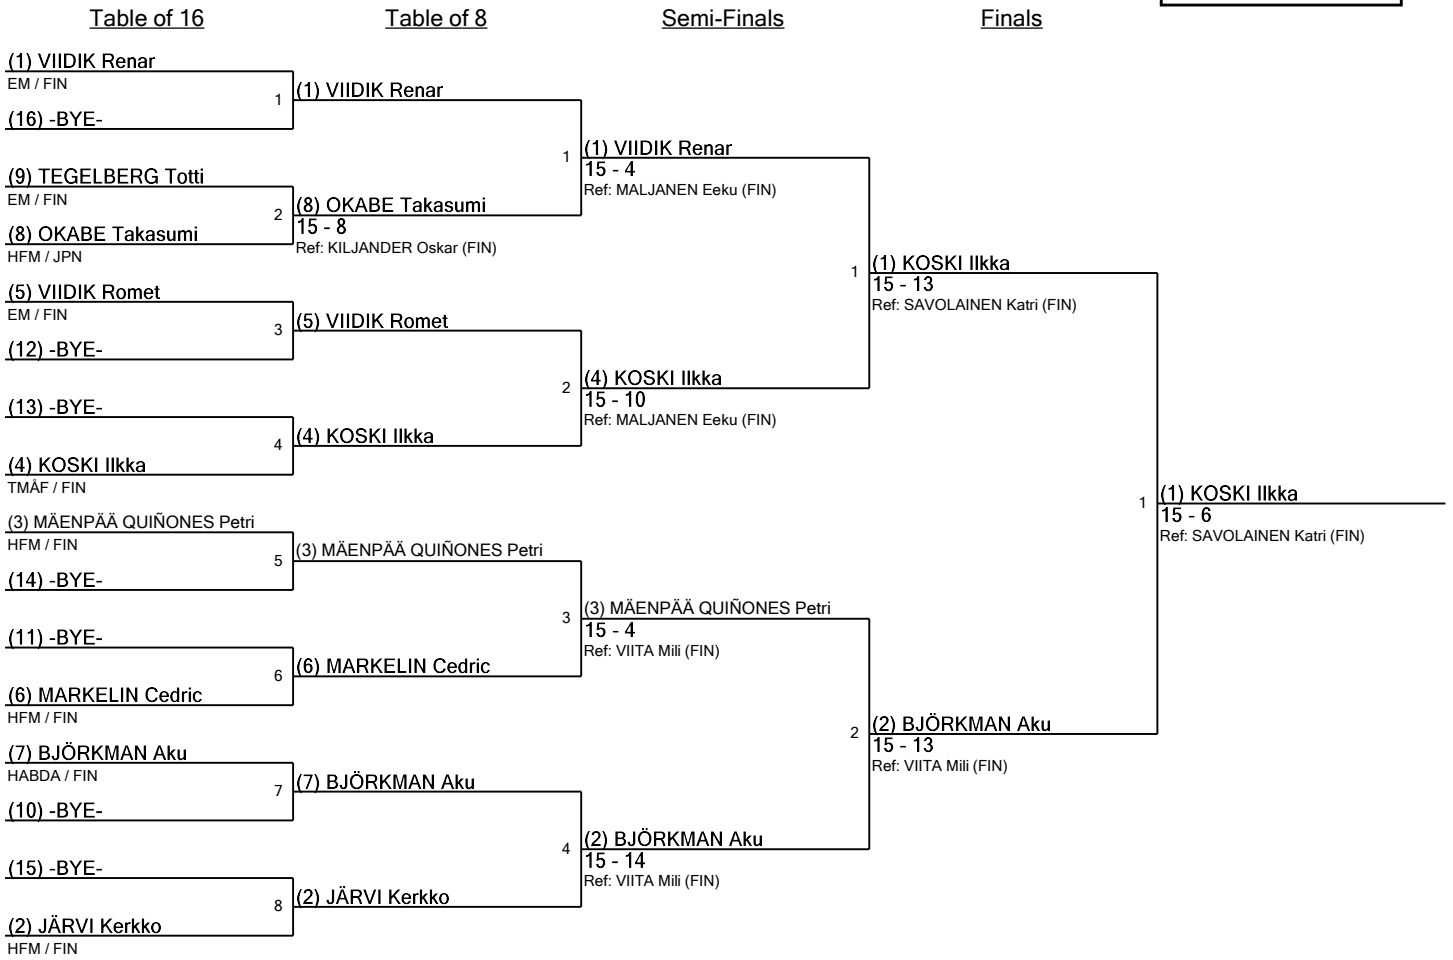 Table of 16
Table of 8
Semi-Finals
Finals
(1) VIIDIK Renar
EM / FIN
1
(16) -BYE-
(9) TEGELBERG Totti
EM / FIN
2
(8) OKABE Takasumi
HFM / JPN
(5) VIIDIK Romet
EM / FIN
3
(12) -BYE-
(13) -BYE-
4
(4) KOSKI Ilkka
TMÅF / FIN
(3) MÄENPÄÄ QUIÑONES Petri
HFM / FIN
5
(14) -BYE-
(11) -BYE-
6
(6) MARKELIN Cedric
HFM / FIN
(7) BJÖRKMAN Aku
HABDA / FIN
7
(10) -BYE-
(15) -BYE-
8
(2) JÄRVI Kerkko
HFM / FIN
(1) VIIDIK Renar
1
(8) OKABE Takasumi
15 - 8
Ref: KILJANDER Oskar (FIN)
(5) VIIDIK Romet
2
(4) KOSKI Ilkka
(3) MÄENPÄÄ QUIÑONES Petri
3
(6) MARKELIN Cedric
(7) BJÖRKMAN Aku
4
(2) JÄRVI Kerkko
(1) VIIDIK Renar
15 - 4
Ref: MALJANEN Eeku (FIN)
1
(4) KOSKI Ilkka
15 - 10
Ref: MALJANEN Eeku (FIN)
(3) MÄENPÄÄ QUIÑONES Petri
15 - 4
Ref: VIITA Mili (FIN)
2
(2) BJÖRKMAN Aku
15 - 14
Ref: VIITA Mili (FIN)
(1) KOSKI Ilkka
15 - 13
Ref: SAVOLAINEN Katri (FIN)
1
(2) BJÖRKMAN Aku
15 - 13
Ref: VIITA Mili (FIN)
(1) KOSKI Ilkka
15 - 6
Ref: SAVOLAINEN Katri (FIN)